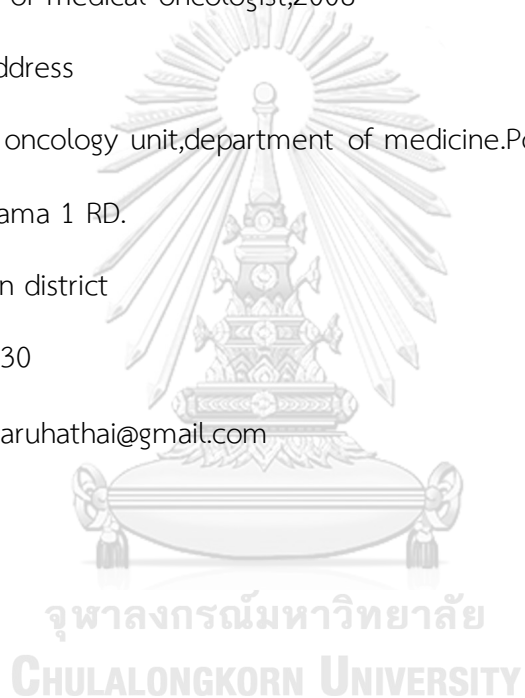 of medical oncologist,2008
ddress
oncology unit,department of medicine.Po
ama 1 RD.
n district
30
aruhathai@gmail.com
จุฬาลงกรณ์มหาวิทยาลัย
CHULALONGKORN UNIVERSITY